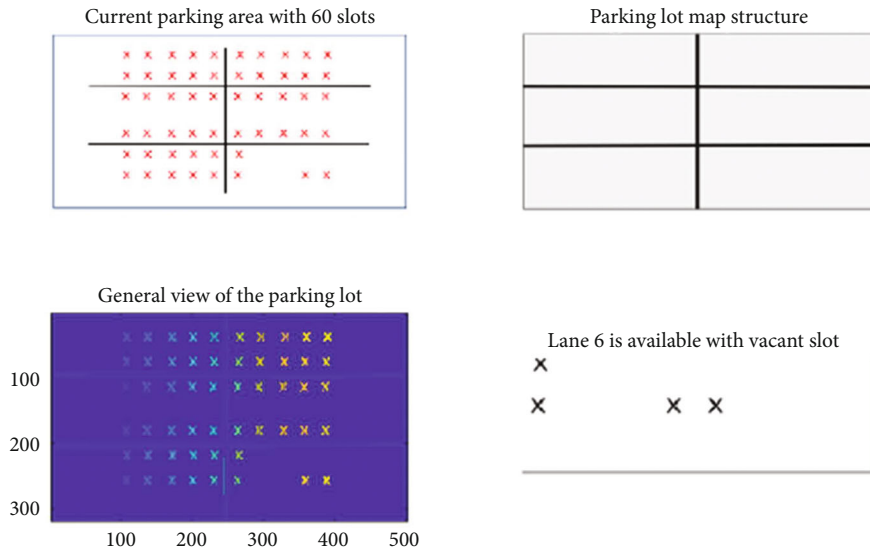 Current parking area with 60 slots
Parking lot map structure
General view of the parking lot
100
200
300
100 200 300 400 500
Lane 6 is available with vacant slot